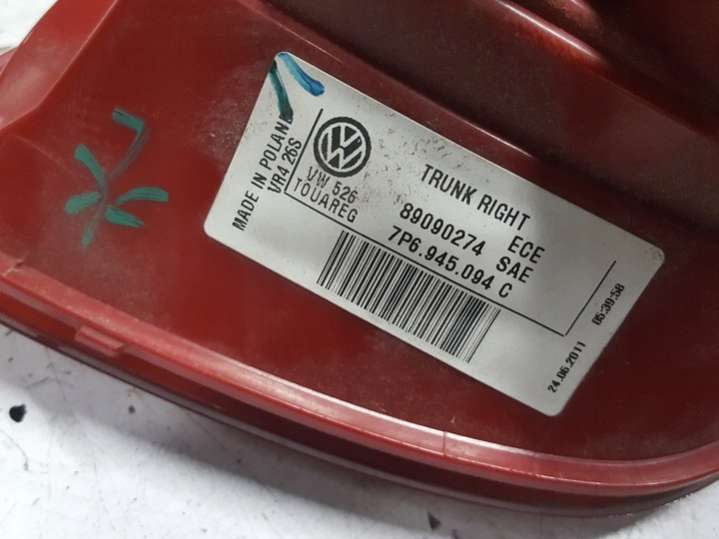 MADE IN POLAND
VR4 26S
VW 526
TOUAREG
TRUNK RIGHT
89090274 ECE
7P6.945.094 C SAE
24.06.2011 05:39:58